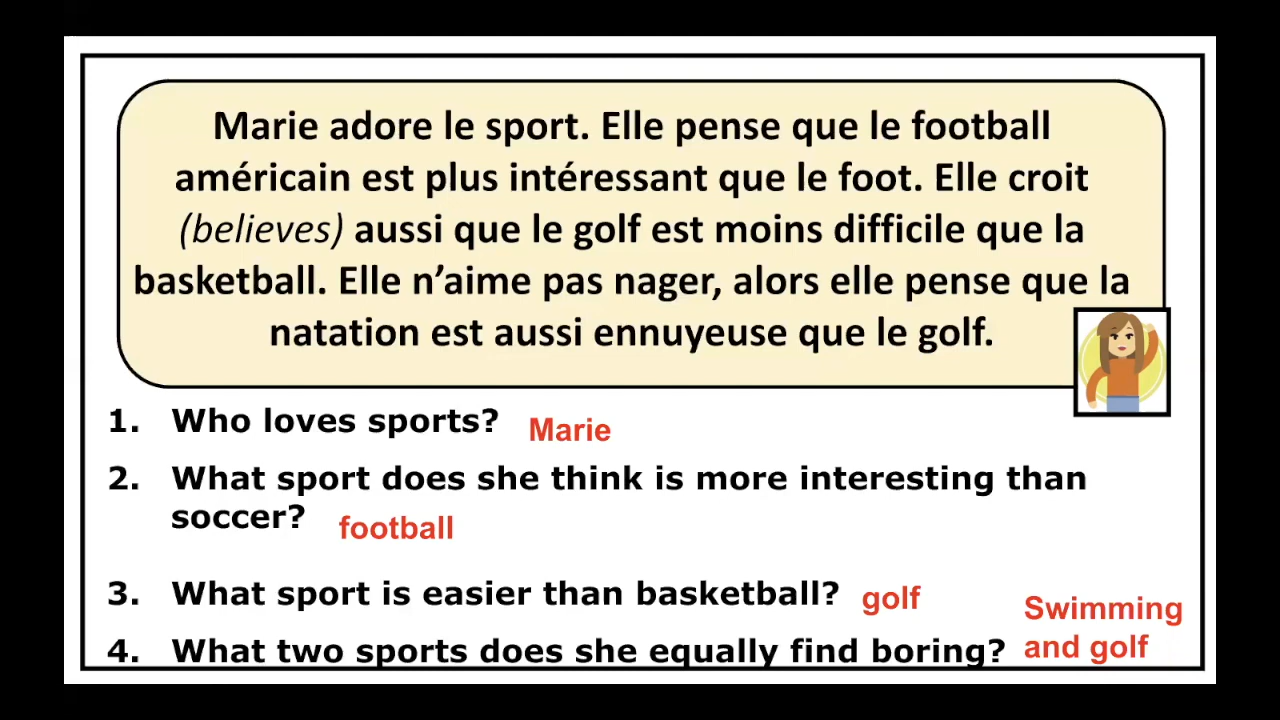 Marie adore le sport. Elle pense que le football
américain est plus intéressant que le foot. Elle croit
(believes) aussi que le golf est moins difficile que la
basketball. Elle n’aime pas nager, alors elle pense que la
natation est aussi ennuyeuse que le golf.
1. Who loves sports? Marie
2. What sport does she think is more interesting than
soccer? football
3. What sport is easier than basketball? golf
4. What two sports does she equally find boring?
Swimming
and golf